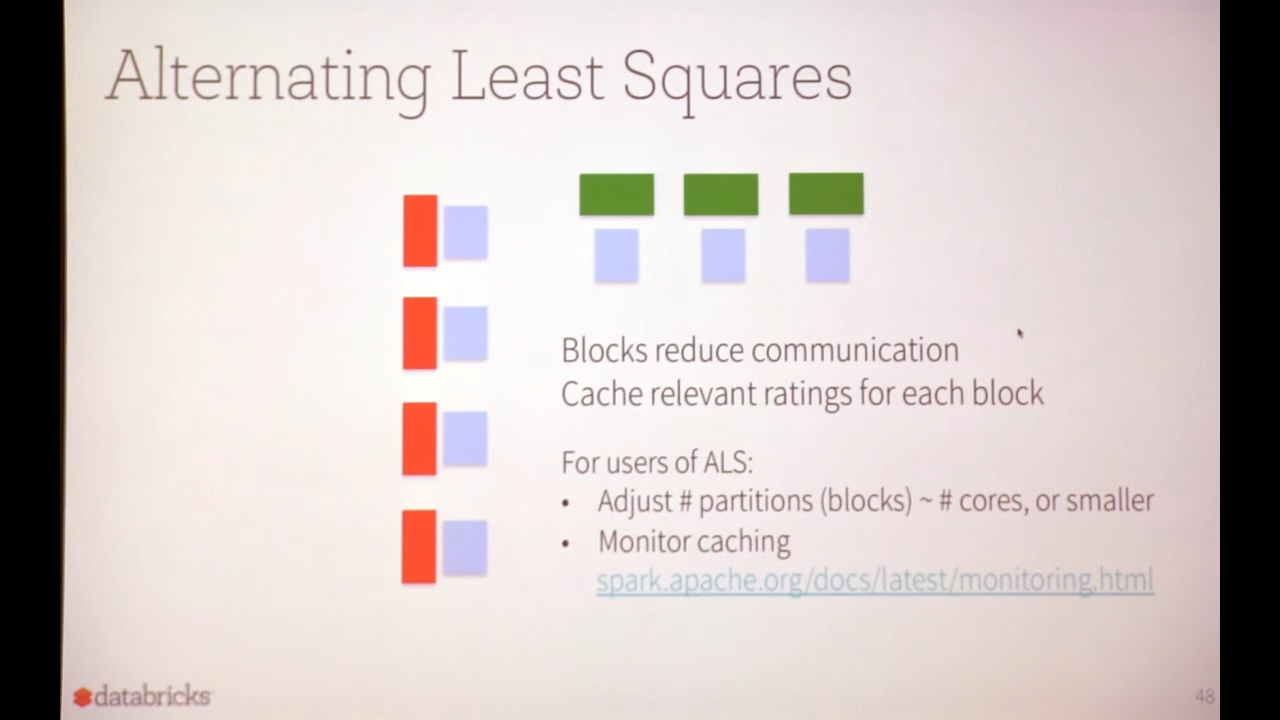 Alternating Least Squares
Blocks reduce communication
Cache relevant ratings for each block
For users of ALS:
• Adjust # partitions (blocks) ~ # cores, or smaller
• Monitor caching
spark.apache.org/docs/latest/monitoring.html
databricks
48